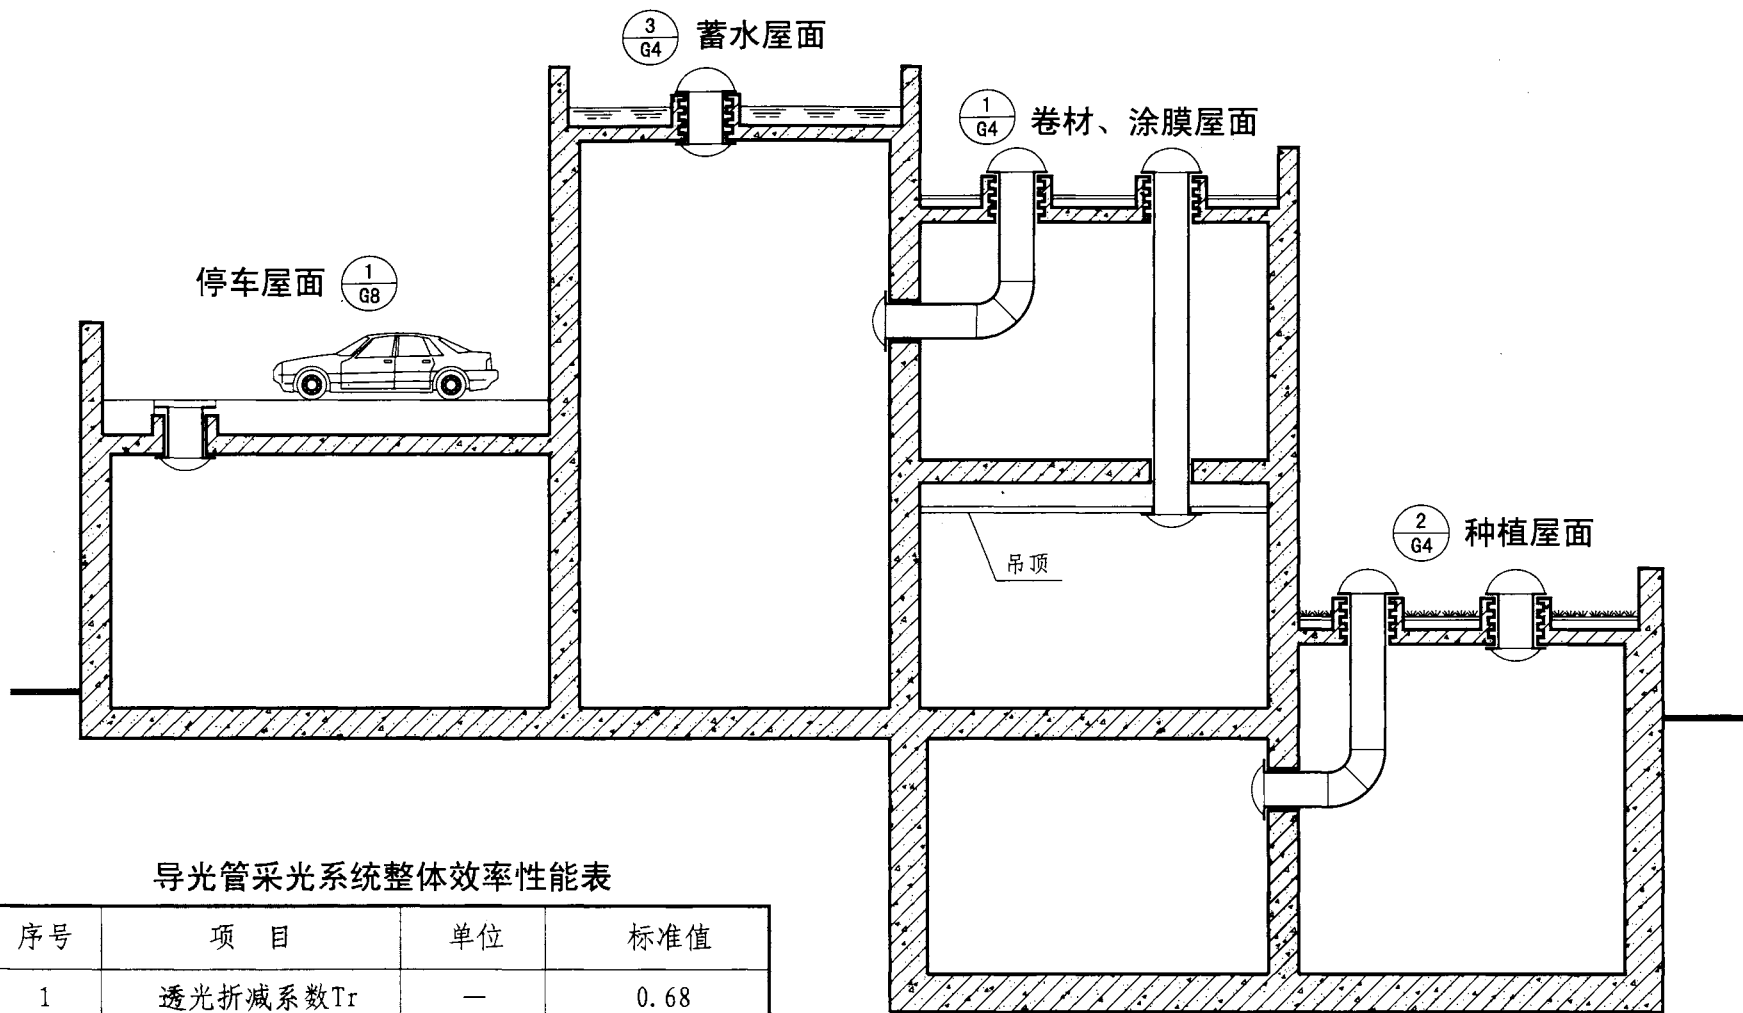 3
G4
蓄水屋面
1
G4
卷材、涂膜屋面
停车屋面
1
G8
吊顶
2
G4
种植屋面
导光管采光系统整体效率性能表
序号 项 目 单位 标准值
1 透光折减系数Tr — 0.68